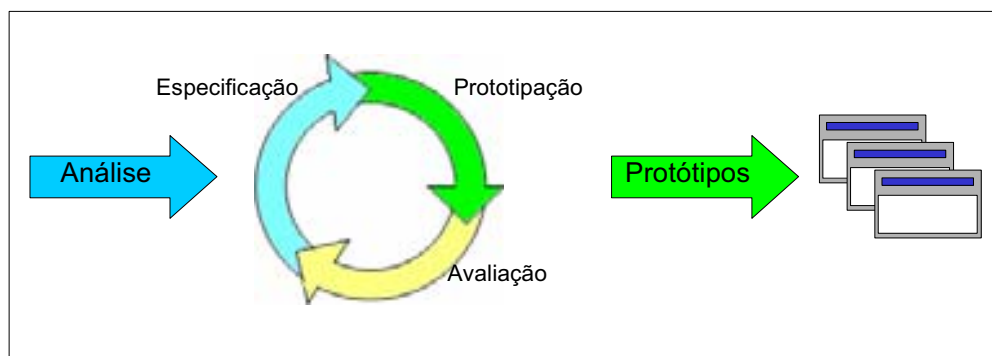 Especificação
Prototipação
Análise
Protótipos
Avaliação